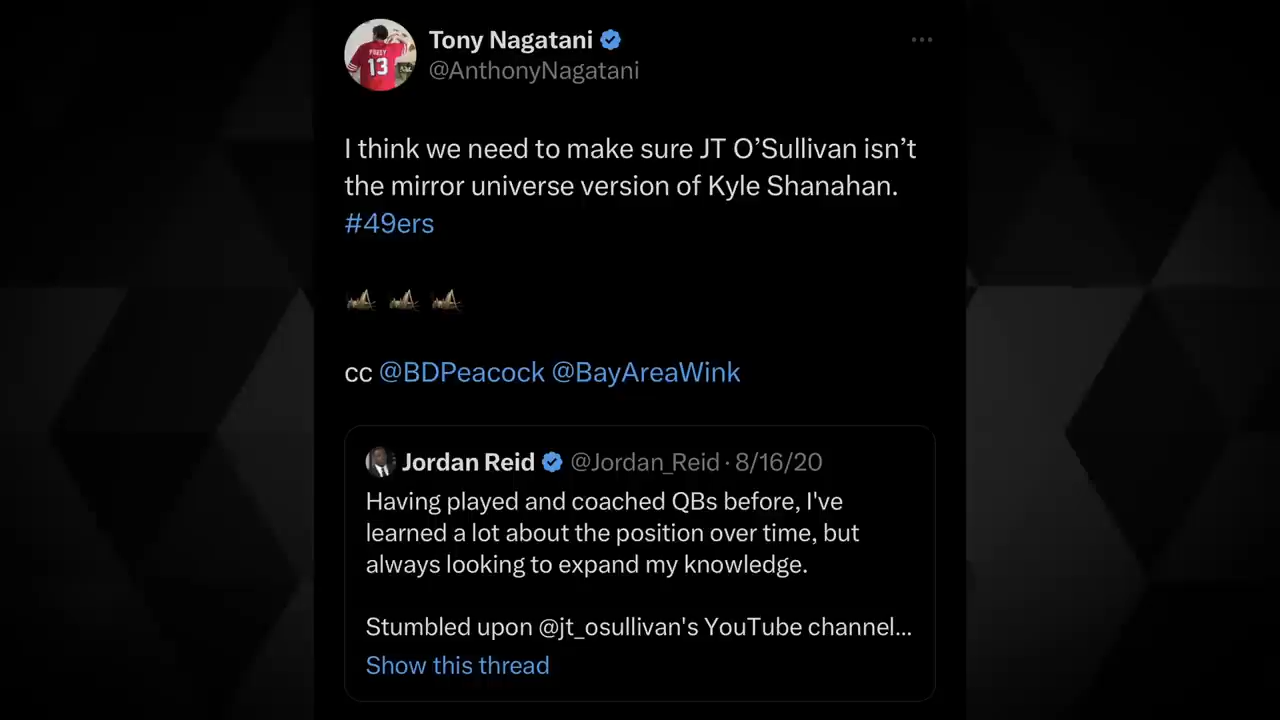 Tony Nagatani
@AnthonyNagatani
I think we need to make sure JT O’Sullivan isn’t
the mirror universe version of Kyle Shanahan.
#49ers
cc @BDPeacock @BayAreaWink
Jordan Reid @Jordan_Reid · 8/16/20
Having played and coached QBs before, I've
learned a lot about the position over time, but
always looking to expand my knowledge.
Stumbled upon @jt_osullivan's YouTube channel...
Show this thread
PURDY
13